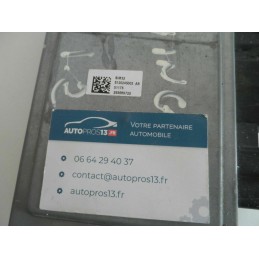 AUTOPROS13.FR
VOTRE PARTENAIRE
AUTOMOBILE
06 64 29 40 37
contact@autopros13.fr
autopros13.fr